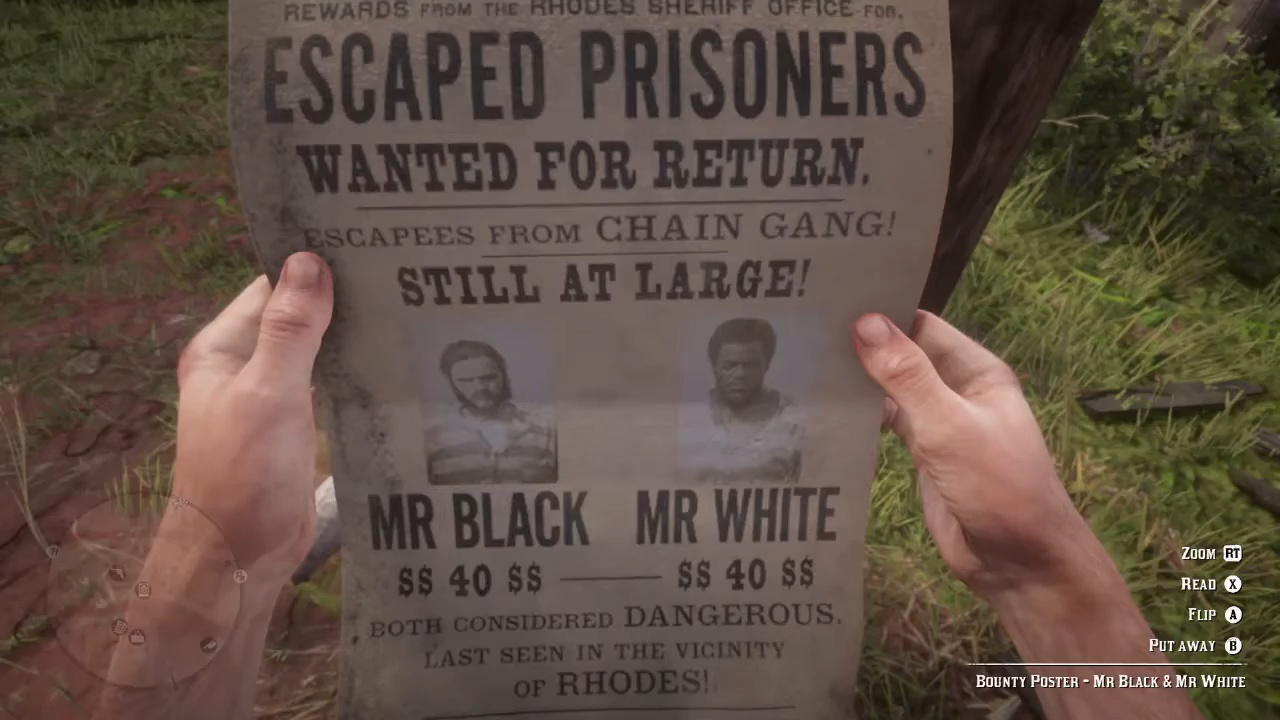 REWARDS FROM THE RHODES SHERIFF OFFICE FOR.
ESCAPED PRISONERS
WANTED FOR RETURN.
ESCAPEES FROM CHAIN GANG!
STILL AT LARGE!
MR BLACK MR WHITE
$$ 40 $$ — $$ 40 $$
BOTH CONSIDERED DANGEROUS.
LAST SEEN IN THE VICINITY
OF RHODES!
ZOOM RT
READ X
FLIP A
PUT AWAY B
BOUNTY POSTER - MR BLACK & MR WHITE